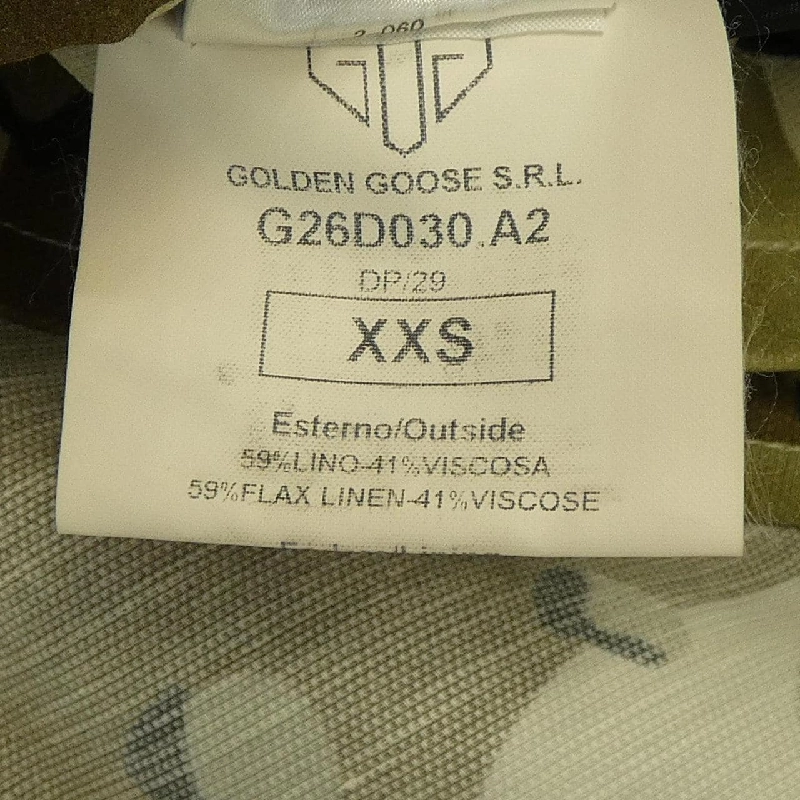 GOLDEN GOOSE S.R.L.
G26D030.A2
DP/29
XXS
Esterno/Outside
59%LINO-41%VISCOSA
59%FLAX LINEN-41%VISCOSE